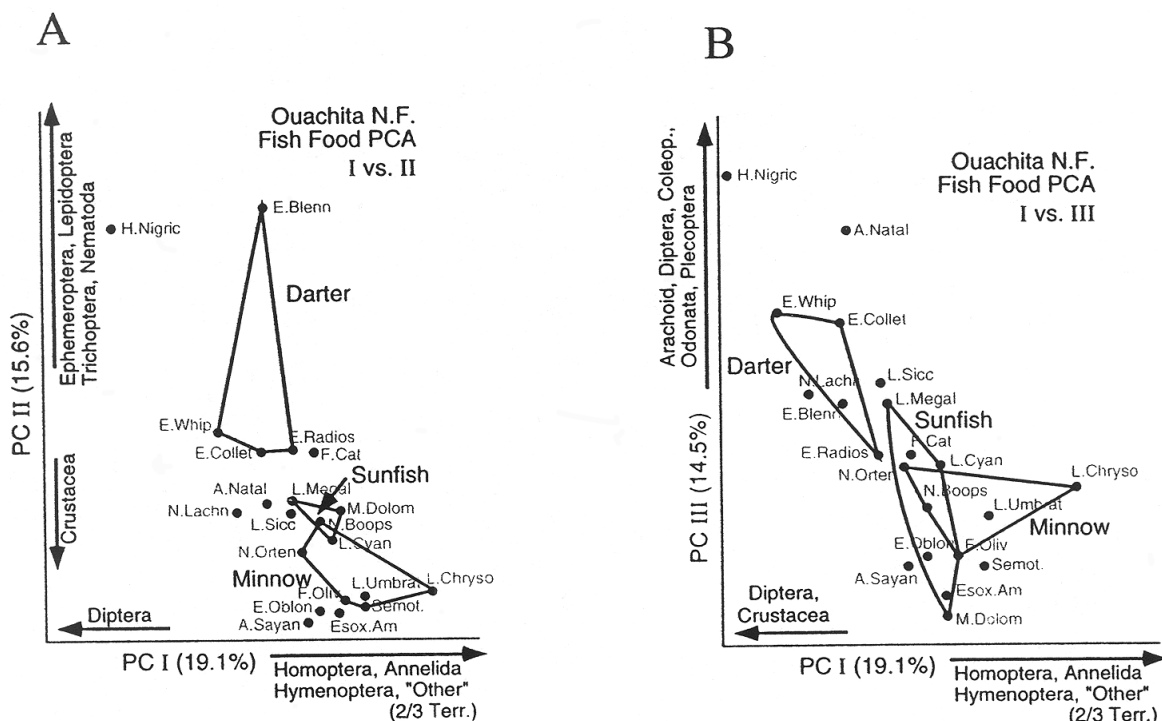 A
Ouachita N.F.
Fish Food PCA
I vs. II
Ephemeroptera, Lepidoptera
Trichoptera, Nematoda
PC II (15.6%)
Crustacea
H.Nigric
E.Blenn
Darter
E.Whip
E.Collet
E.Radios
F.Cat
Sunfish
A.Natal
L.Megal
N.Lachn
L.Sicc
M.Dolom
N.Boops
L.Cyan
N.Orten
Minnow
F.Oliv
L.Umbrat
L.Chryso
E.Oblon
Semot.
A.Sayan
Esox.Am
Diptera
PC I (19.1%)
Homoptera, Annelida
Hymenoptera, "Other"
(2/3 Terr.)
B
Ouachita N.F.
Fish Food PCA
I vs. III
Arachoid, Diptera, Coleop.,
Odonata, Plecoptera
PC III (14.5%)
H.Nigric
A.Natal
E.Whip
E.Collet
Darter
N.Lachn
L.Sicc
E.Blenn
L.Megal
Sunfish
F.Cat
E.Radios
N.Orten
L.Cyan
L.Chryso
N.Boops
L.Umbrat
Minnow
E.Oblon
F.Oliv
A.Sayan
Semot.
Esox.Am
M.Dolom
Diptera,
Crustacea
PC I (19.1%)
Homoptera, Annelida
Hymenoptera, "Other"
(2/3 Terr.)